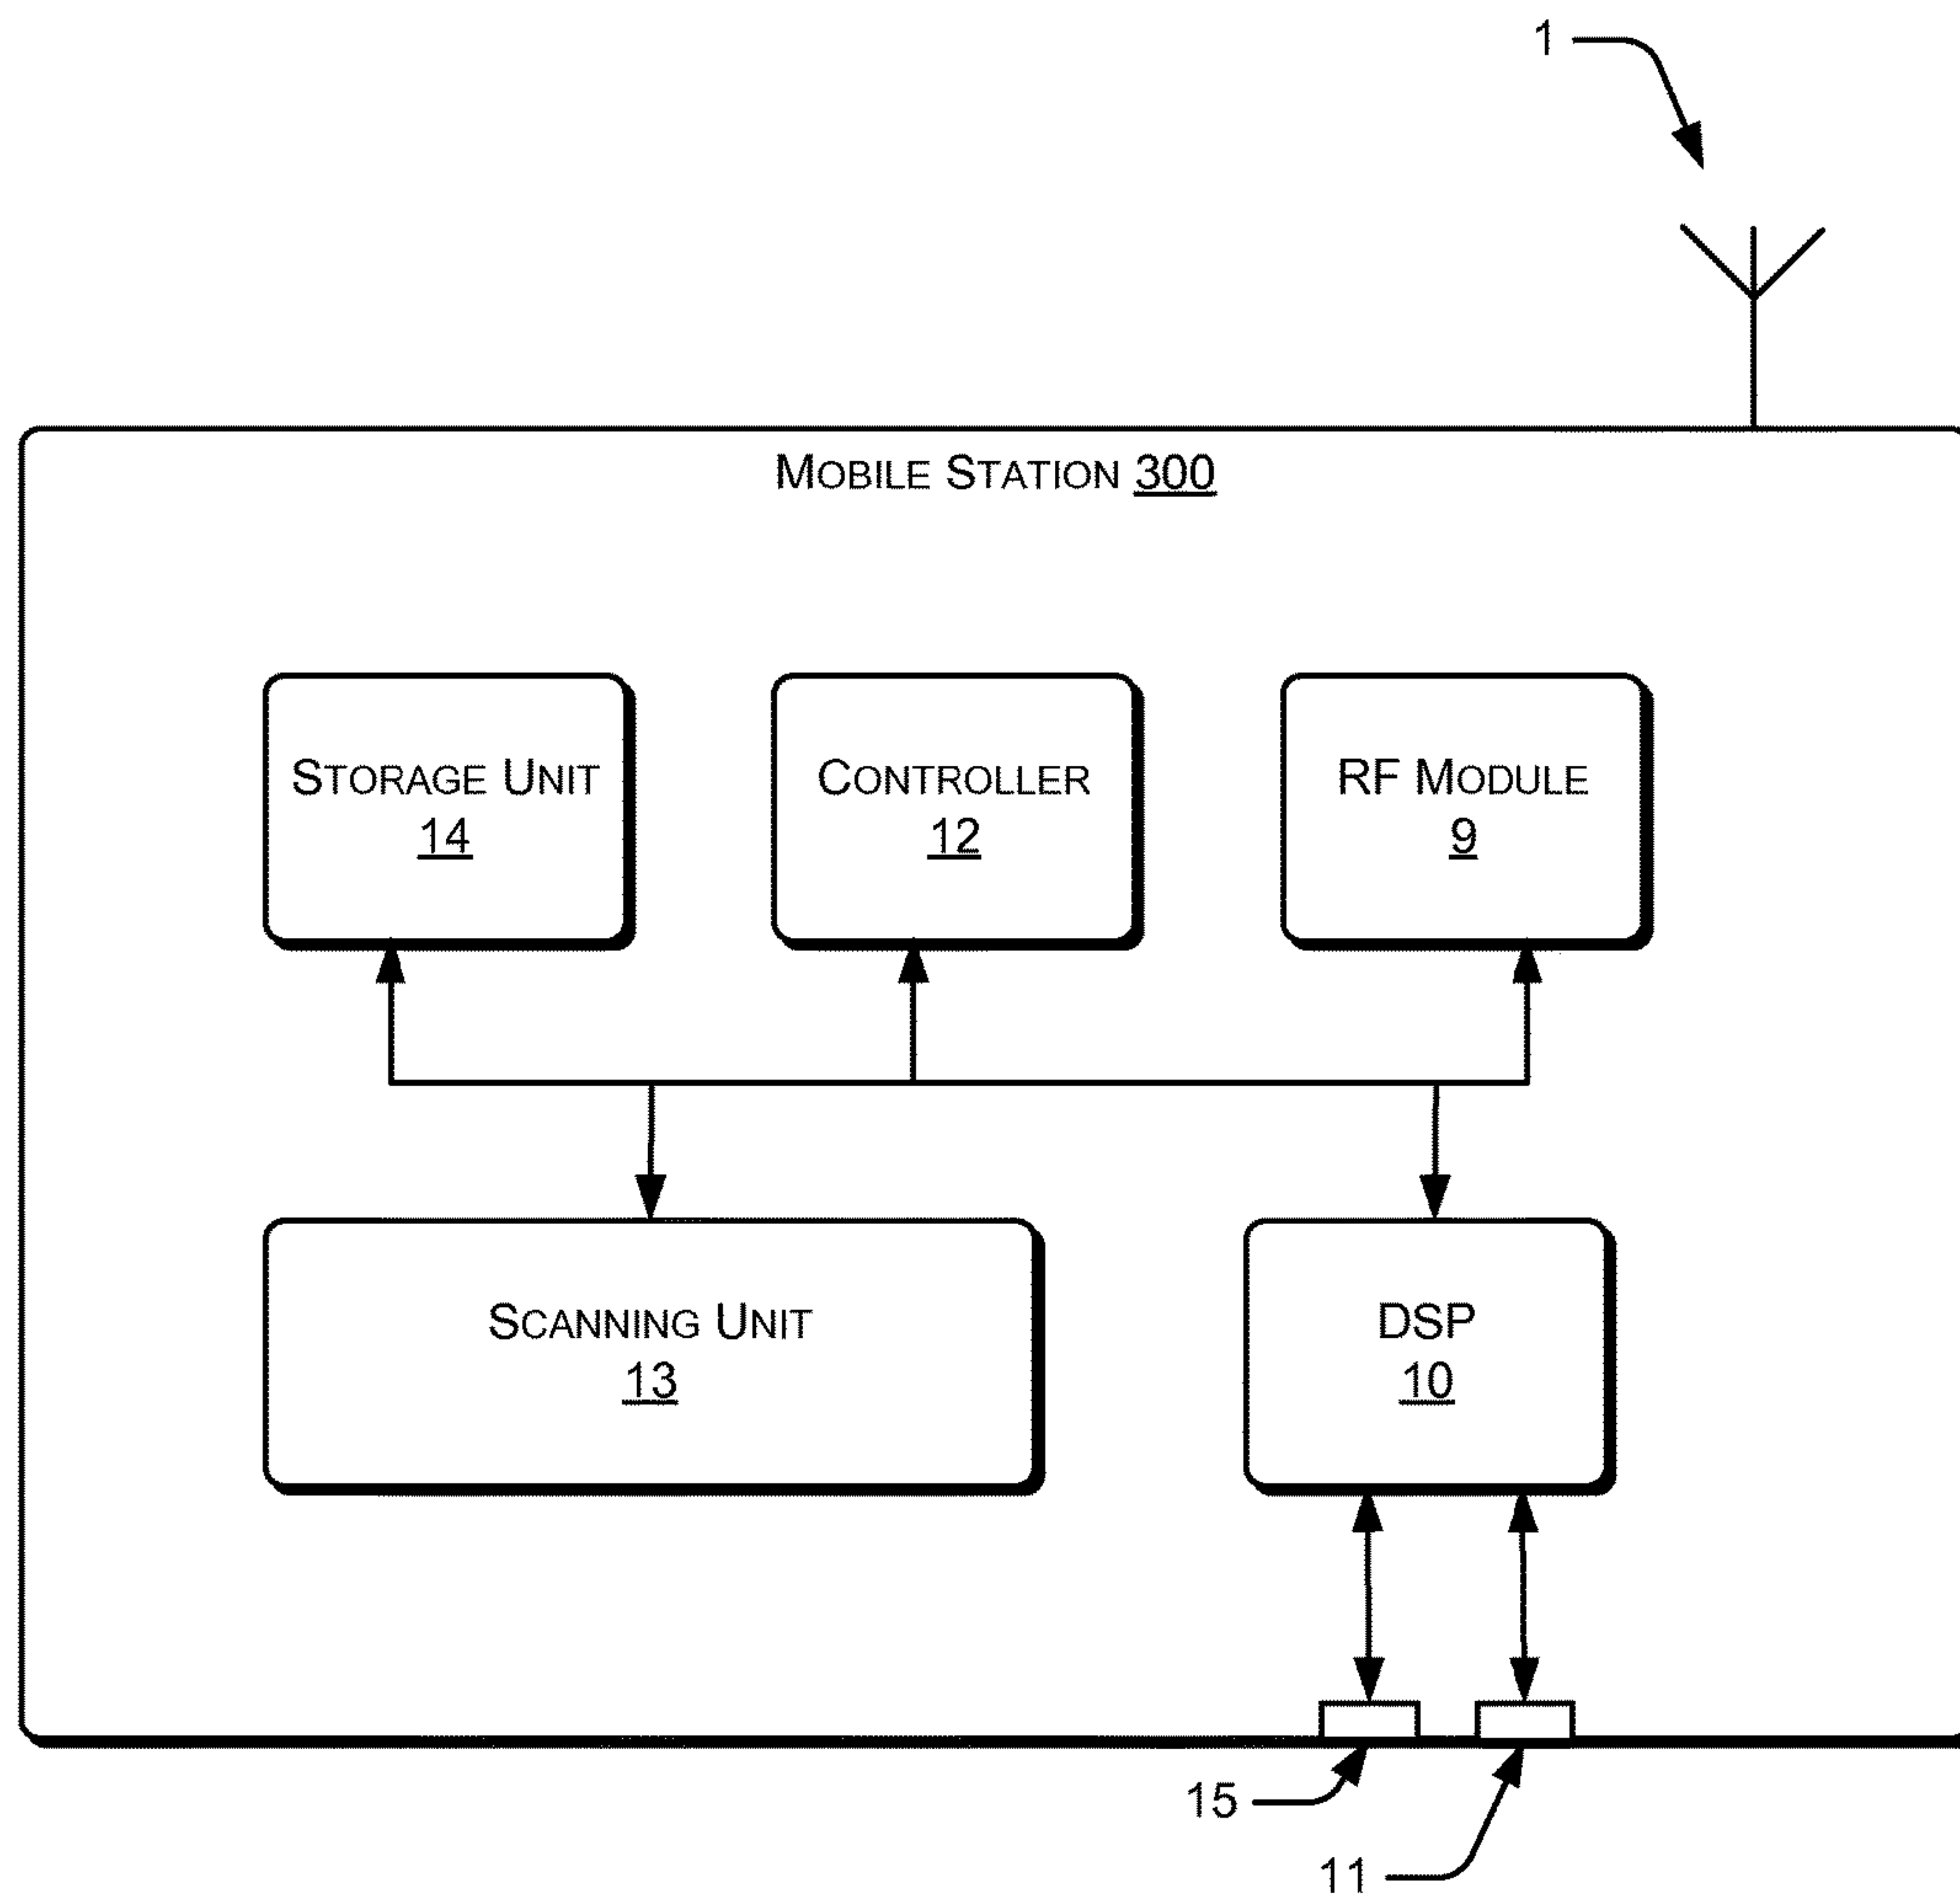 1
MOBILE STATION 300
STORAGE UNIT
14
CONTROLLER
12
RF MODULE
9
SCANNING UNIT
13
DSP
10
15
11